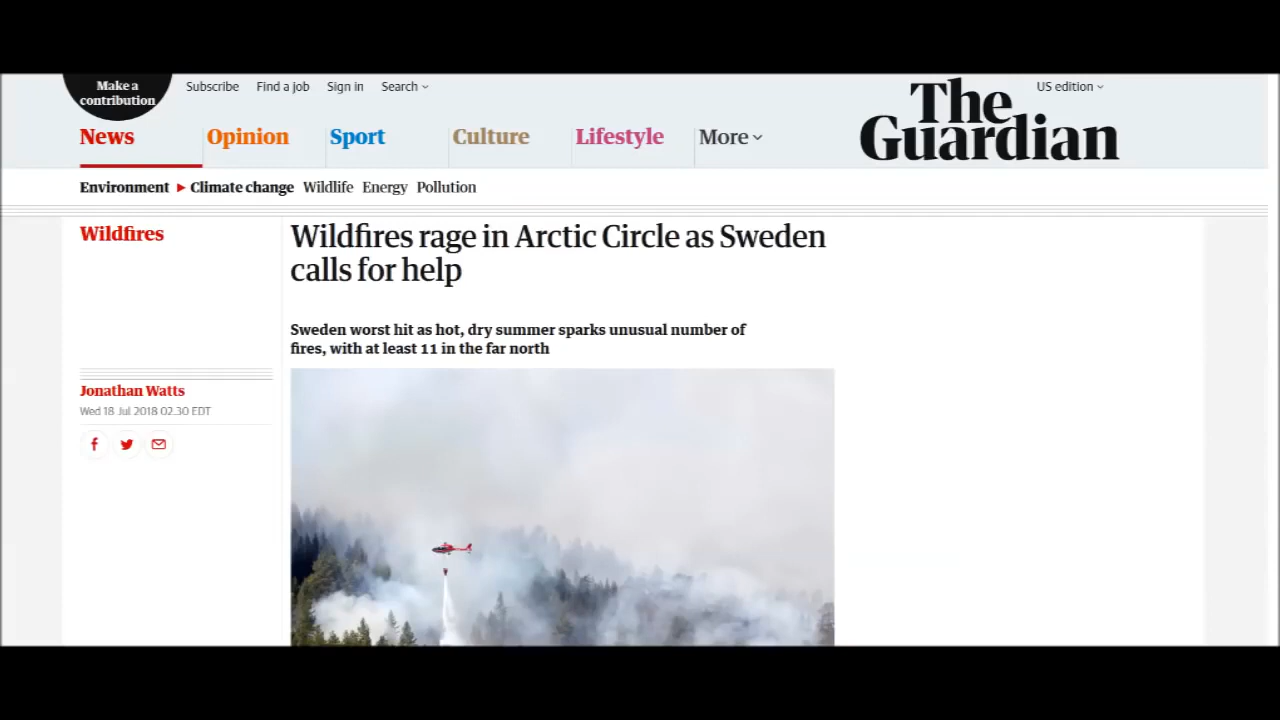 Make a
contribution
Subscribe Find a job Sign in Search
US edition
The
Guardian
News Opinion Sport Culture Lifestyle More
Environment Climate change Wildlife Energy Pollution
Wildfires
Wildfires rage in Arctic Circle as Sweden
calls for help
Sweden worst hit as hot, dry summer sparks unusual number of
fires, with at least 11 in the far north
Jonathan Watts
Wed 18 Jul 2018 02.30 EDT